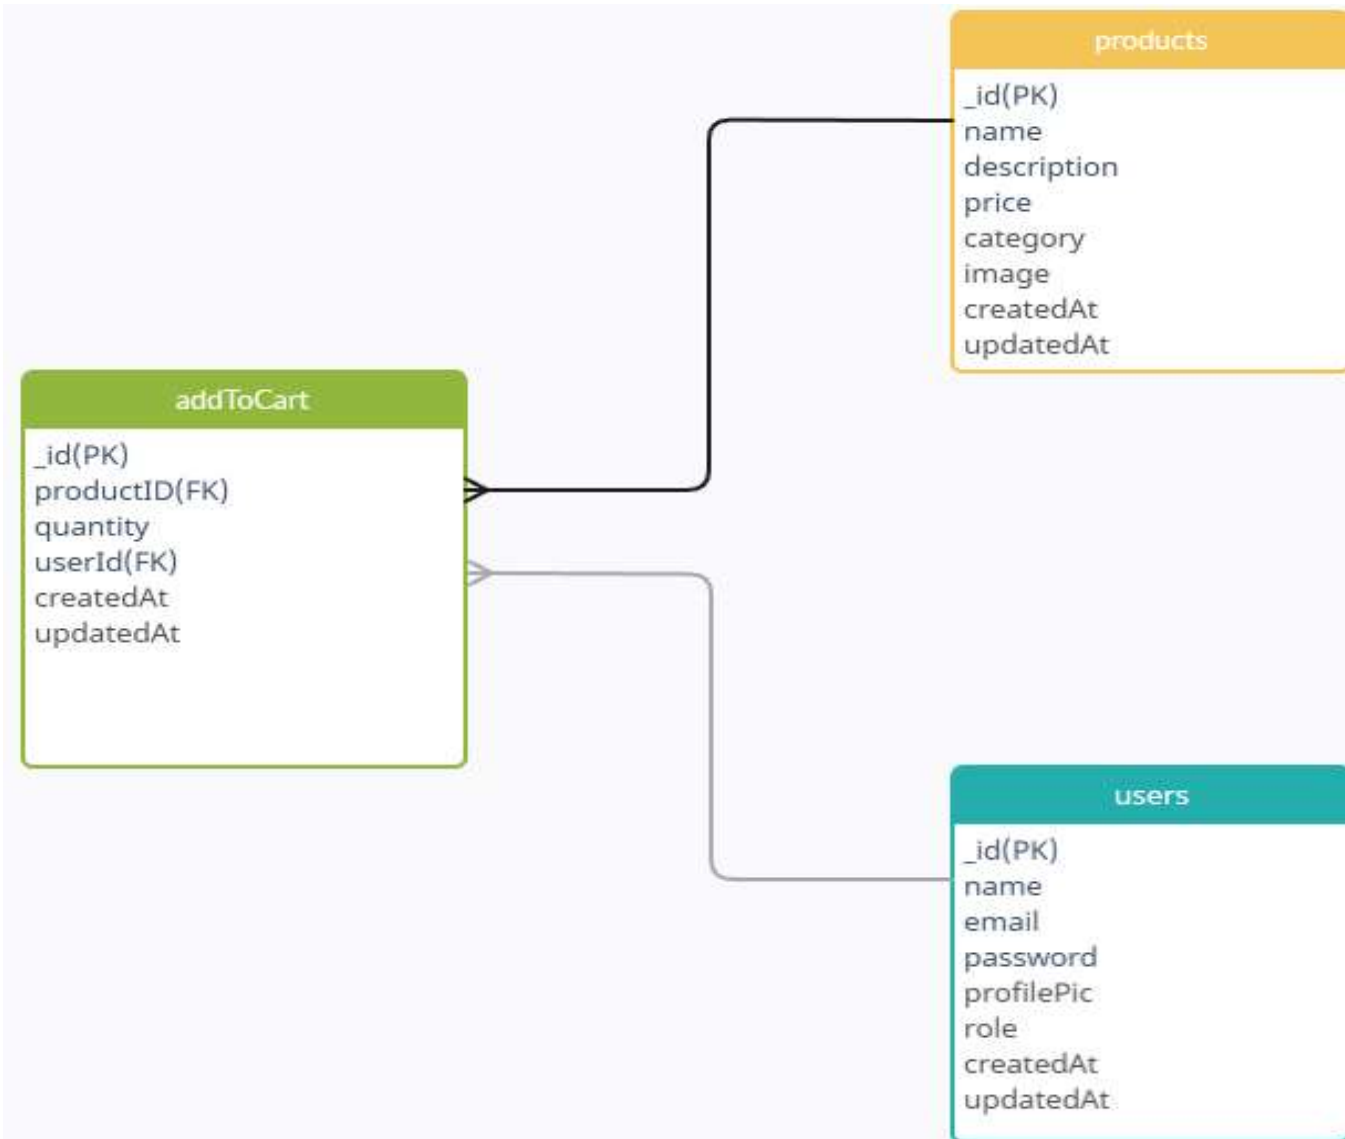 products
_id(PK)
name
description
price
category
image
createdAt
updatedAt
addToCart
_id(PK)
productID(FK)
quantity
userId(FK)
createdAt
updatedAt
users
_id(PK)
name
email
password
profilePic
role
createdAt
updatedAt